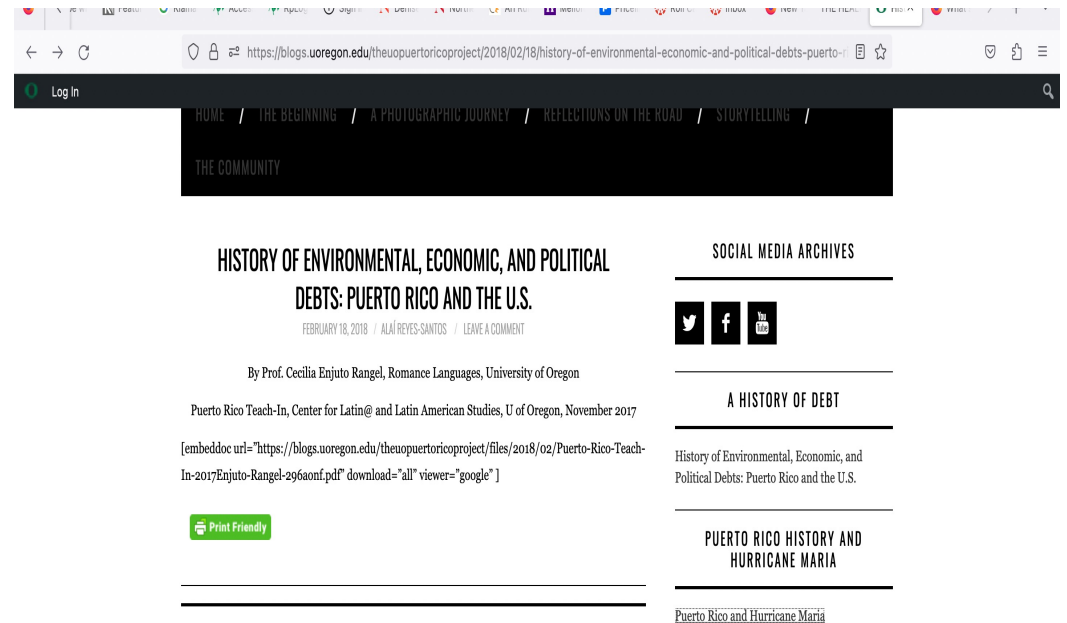 https://blogs.uoregon.edu/theuopuertoricoproject/2018/02/18/history-of-environmental-economic-and-political-debts-puerto-r
Log In
HOME / THE BEGINNING / A PHOTOGRAPHIC JOURNEY / REFLECTIONS ON THE ROAD / STORYTELLING /
THE COMMUNITY
HISTORY OF ENVIRONMENTAL, ECONOMIC, AND POLITICAL
DEBTS: PUERTO RICO AND THE U.S.
FEBRUARY 18, 2018 / ALAÍ REYES-SANTOS / LEAVE A COMMENT
By Prof. Cecilia Enjuto Rangel, Romance Languages, University of Oregon
Puerto Rico Teach-In, Center for Latin@ and Latin American Studies, U of Oregon, November 2017
[embeddoc url="https://blogs.uoregon.edu/theuopuertoricoproject/files/2018/02/Puerto-Rico-Teach-
In-2017Enjuto-Rangel-296aonf.pdf" download="all" viewer="google" ]
Print Friendly
SOCIAL MEDIA ARCHIVES
You
Tube
A HISTORY OF DEBT
History of Environmental, Economic, and
Political Debts: Puerto Rico and the U.S.
PUERTO RICO HISTORY AND
HURRICANE MARIA
Puerto Rico and Hurricane Maria